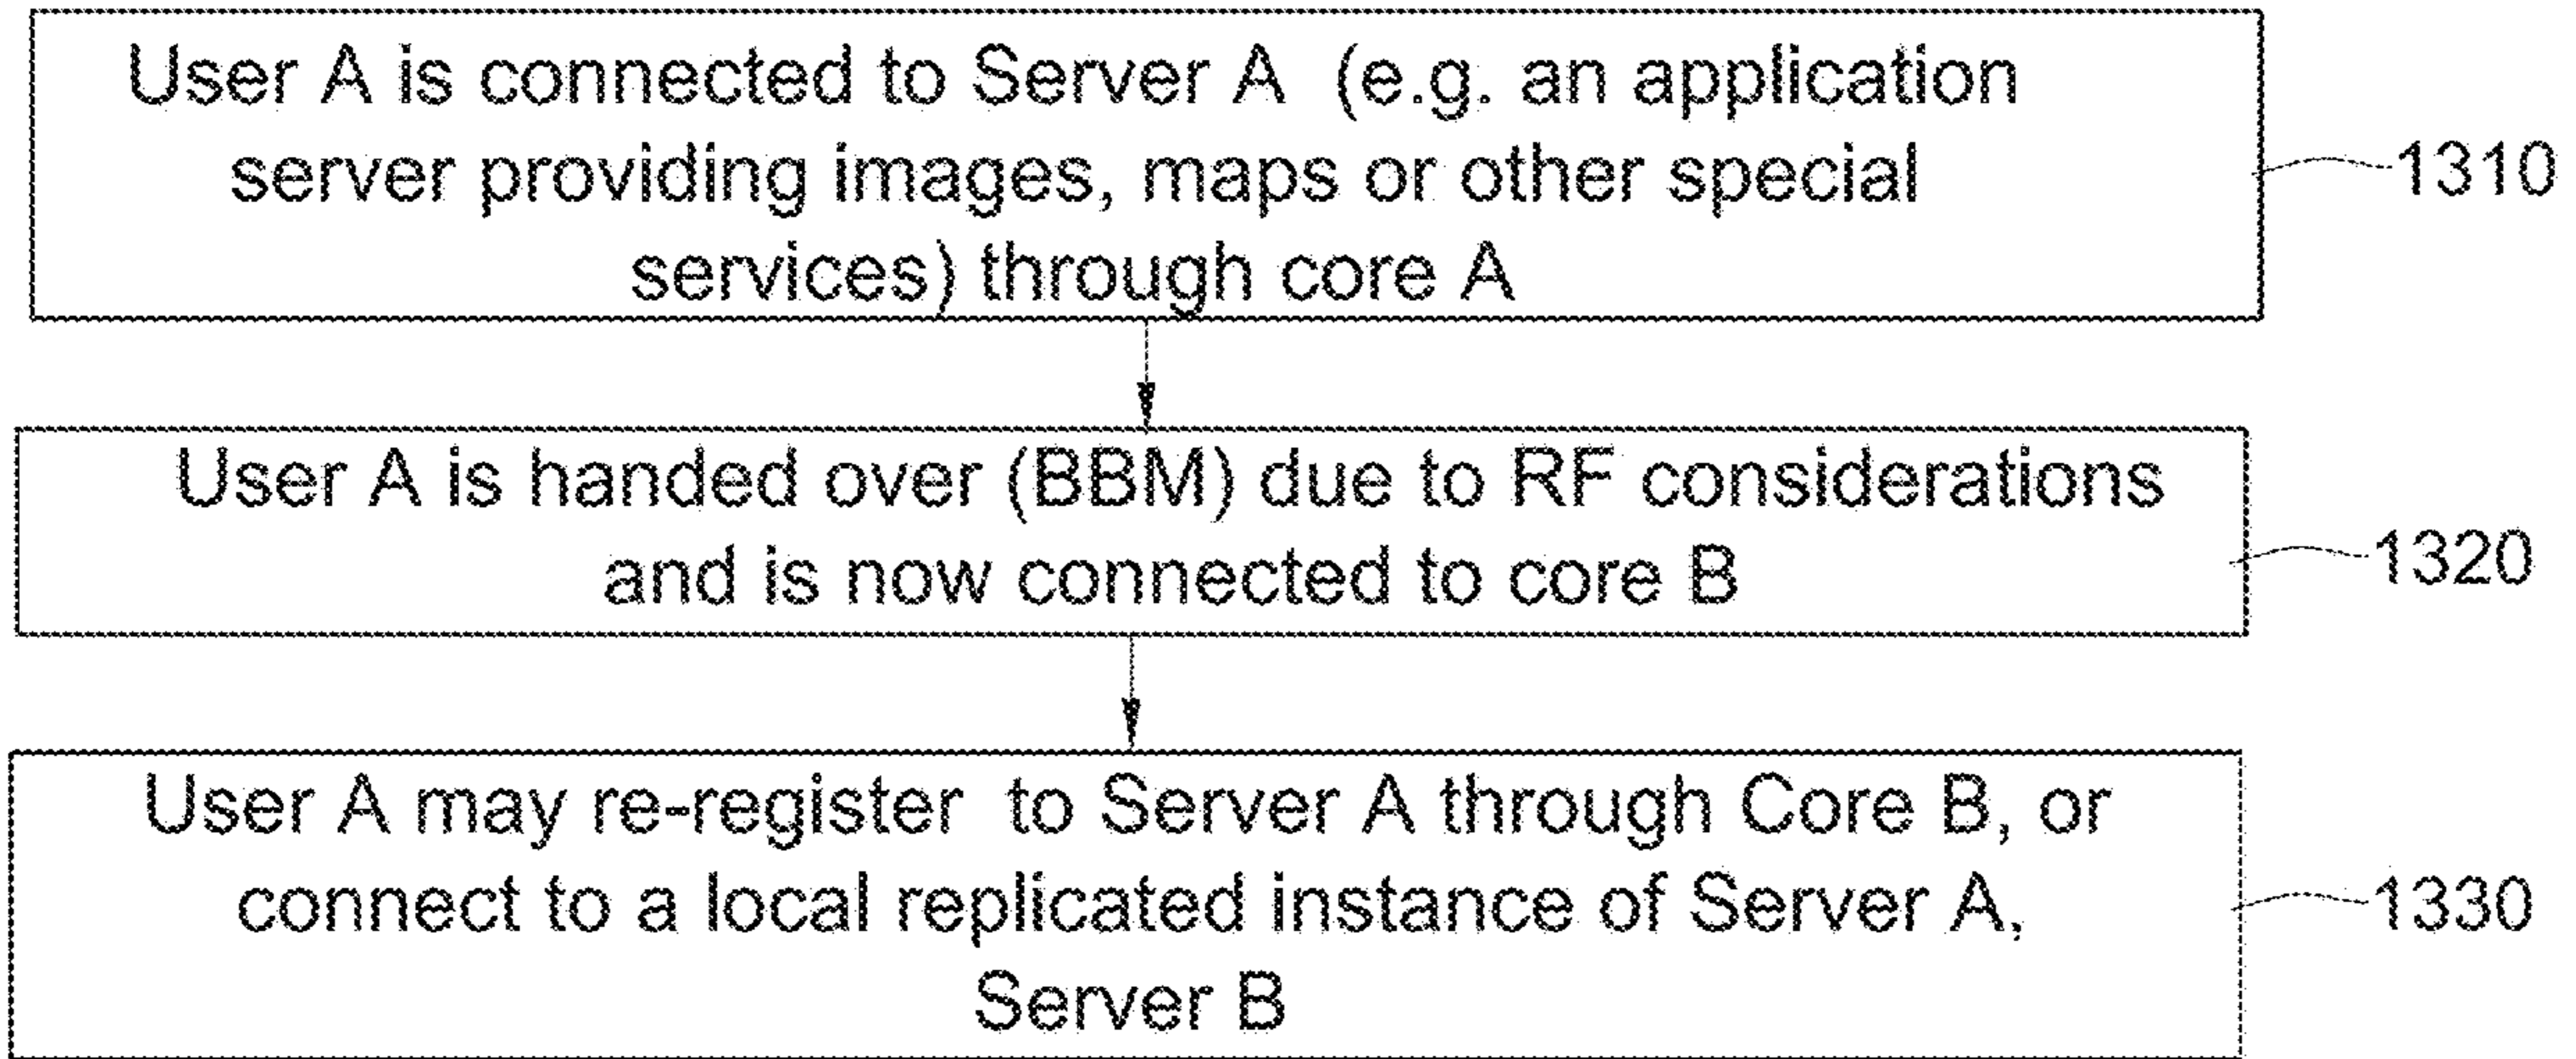 User A is connected to Server A (e.g. an application
server providing images, maps or other special
services) through core A
1310
User A is handed over (BBM) due to RF considerations
and is now connected to core B
1320
User A may re-register to Server A through Core B, or
connect to a local replicated instance of Server A,
Server B
1330